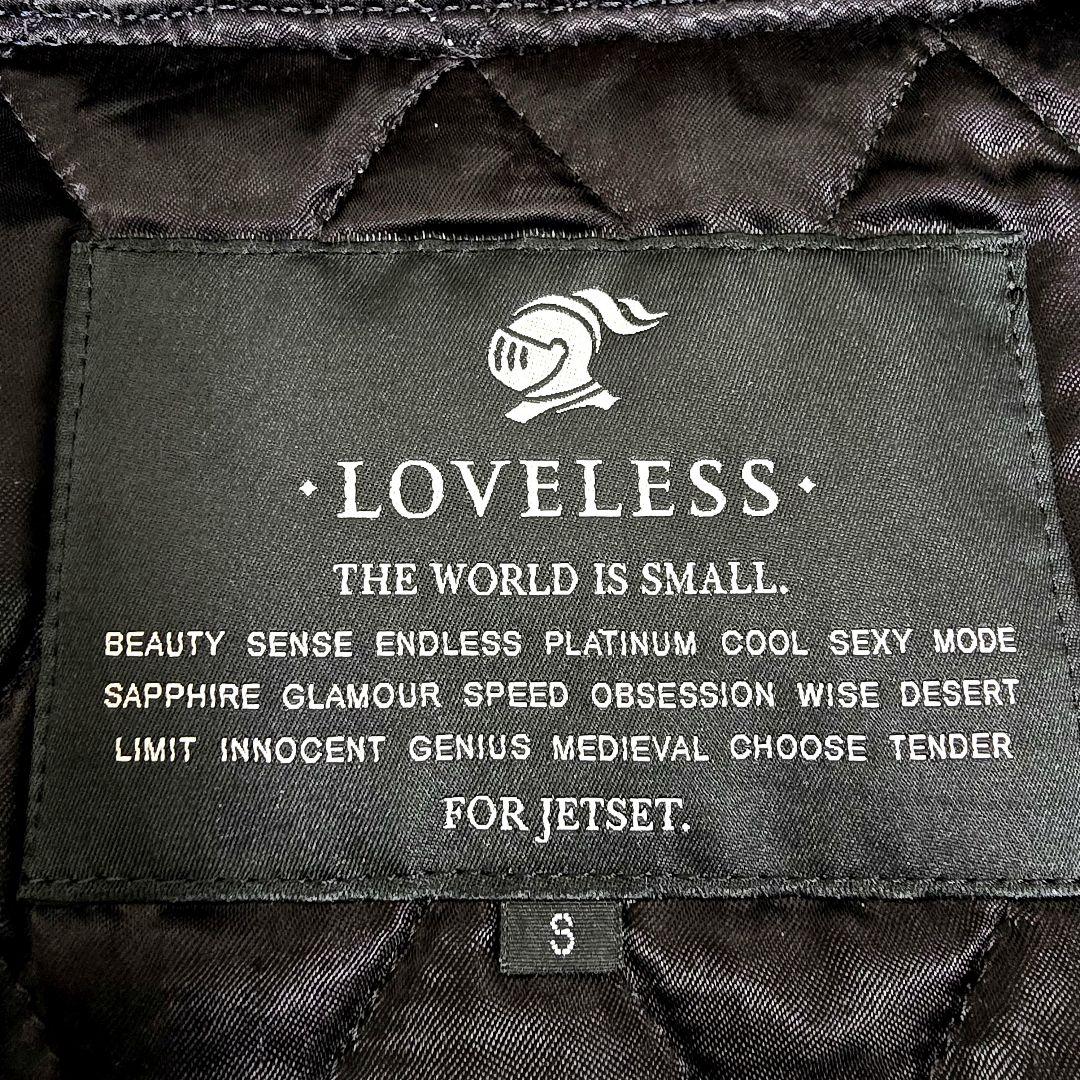 ·LOVELESS·
THE WORLD IS SMALL.
BEAUTY SENSE ENDLESS PLATINUM COOL SEXY MODE
SAPPHIRE GLAMOUR SPEED OBSESSION WISE DESERT
LIMIT INNOCENT GENIUS MEDIEVAL CHOOSE TENDER
FOR JETSET.
S